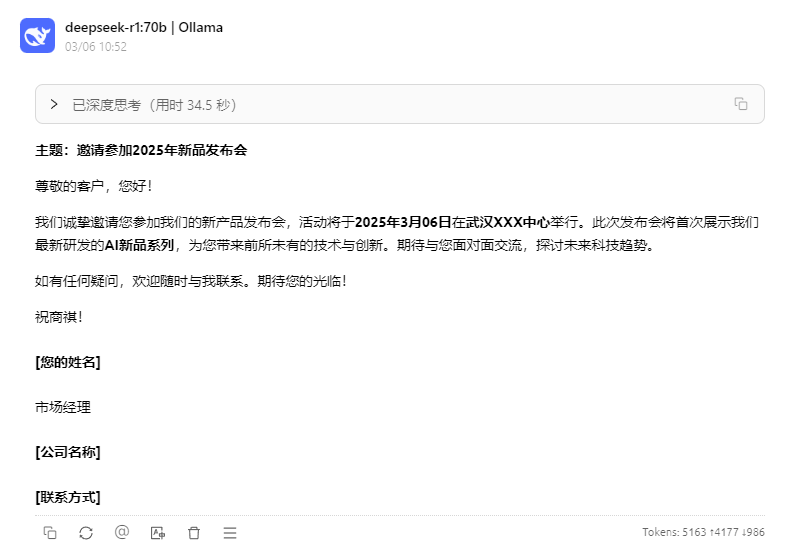 deepseek-r1:70b | Ollama
03/06 10:52
已深度思考（用时 34.5 秒）
主题：邀请参加2025年新品发布会
尊敬的客户，您好！
我们诚挚邀请您参加我们的新产品发布会，活动将于2025年3月06日在武汉XXX中心举行。此次发布会将首次展示我们
最新研发的AI新品系列，为您带来前所未有的技术与创新。期待与您面对面交流，探讨未来科技趋势。
如有任何疑问，欢迎随时与我联系。期待您的光临！
祝商祺！
[您的姓名]
市场经理
[公司名称]
[联系方式]
Tokens: 5163 ↑4177 ↓986